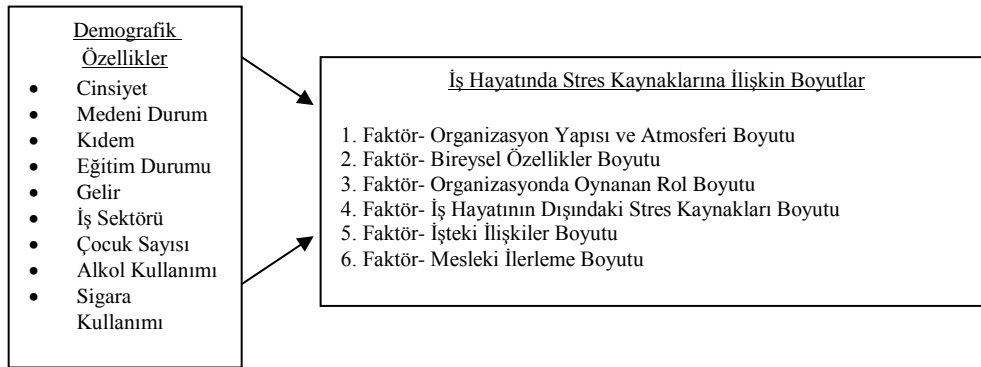 Demografik
Özellikler
• Cinsiyet
• Medeni Durum
• Kıdem
• Eğitim Durumu
• Gelir
• İş Sektörü
• Çocuk Sayısı
• Alkol Kullanımı
• Sigara
Kullanımı
İş Hayatında Stres Kaynaklarına İlişkin Boyutlar
1. Faktör- Organizasyon Yapısı ve Atmosferi Boyutu
2. Faktör- Bireysel Özellikler Boyutu
3. Faktör- Organizasyonda Oynanan Rol Boyutu
4. Faktör- İş Hayatının Dışındaki Stres Kaynakları Boyutu
5. Faktör- İşteki İlişkiler Boyutu
6. Faktör- Mesleki İlerleme Boyutu